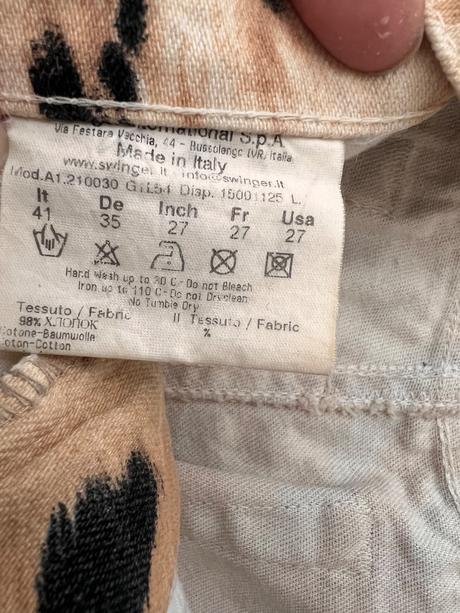 International S.p.A
Via Festara Vecchia, 44 - Bussolengo (VR, Italia
Made in Italy
www.swinger.it info@swinger.it
Mod.A1.210030 Disp. 15001125 L.
It De Inch Fr Usa
41 35 27 27 27
Hand Wash up to 30 C-Do not Bleach
Iron up to 110 C-Do not Dryclean
No Tumble Dry
Tessuto / Fabric II Tessuto / Fabric
98% ХЛОПОК %
Cotone-Baumwolle
Coton-Cotton